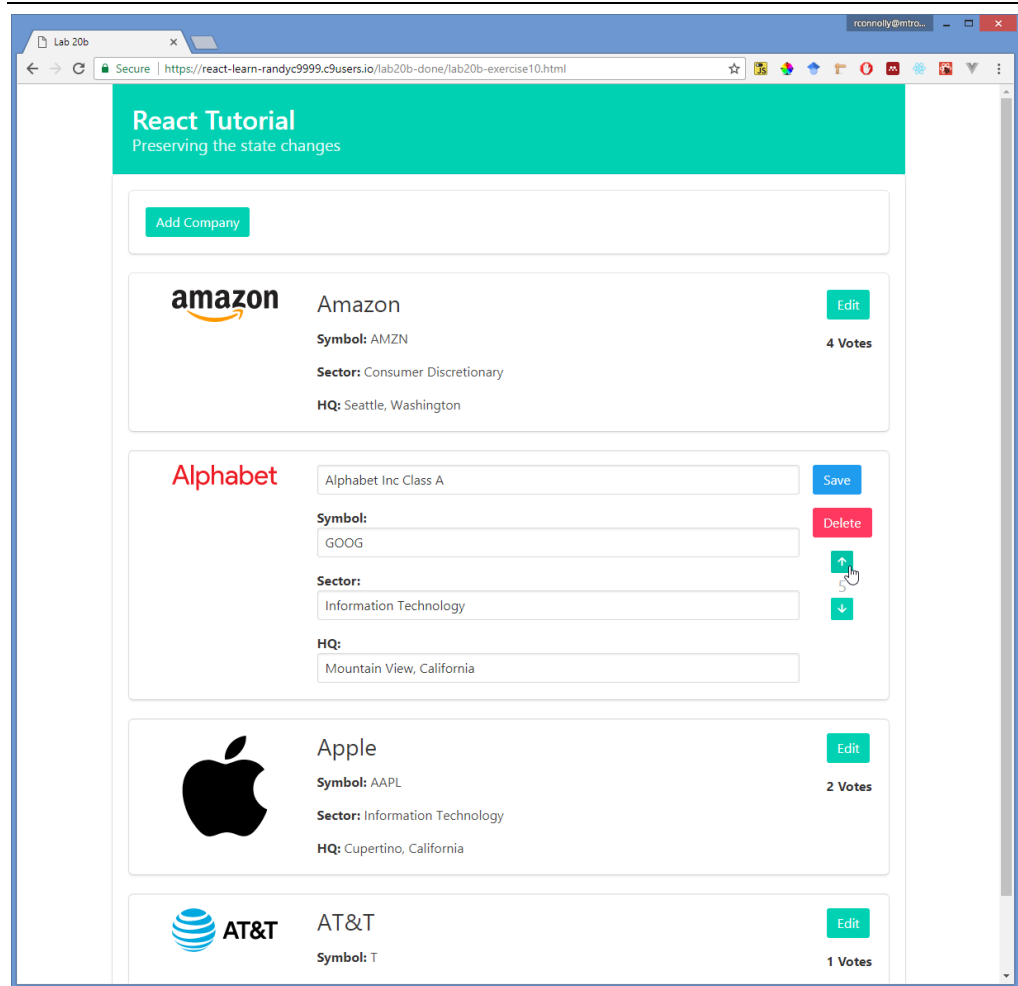 rconnolly@mtro...
Lab 20b
Secure | https://react-learn-randyc9999.c9users.io/lab20b-done/lab20b-exercise10.html
React Tutorial
Preserving the state changes
Add Company
amazon
Amazon
Edit
Symbol: AMZN
4 Votes
Sector: Consumer Discretionary
HQ: Seattle, Washington
Alphabet
Alphabet Inc Class A
Save
Symbol:
Delete
GOOG
Sector:
5
Information Technology
HQ:
Mountain View, California
Apple
Edit
Symbol: AAPL
2 Votes
Sector: Information Technology
HQ: Cupertino, California
AT&T
AT&T
Edit
Symbol: T
1 Votes